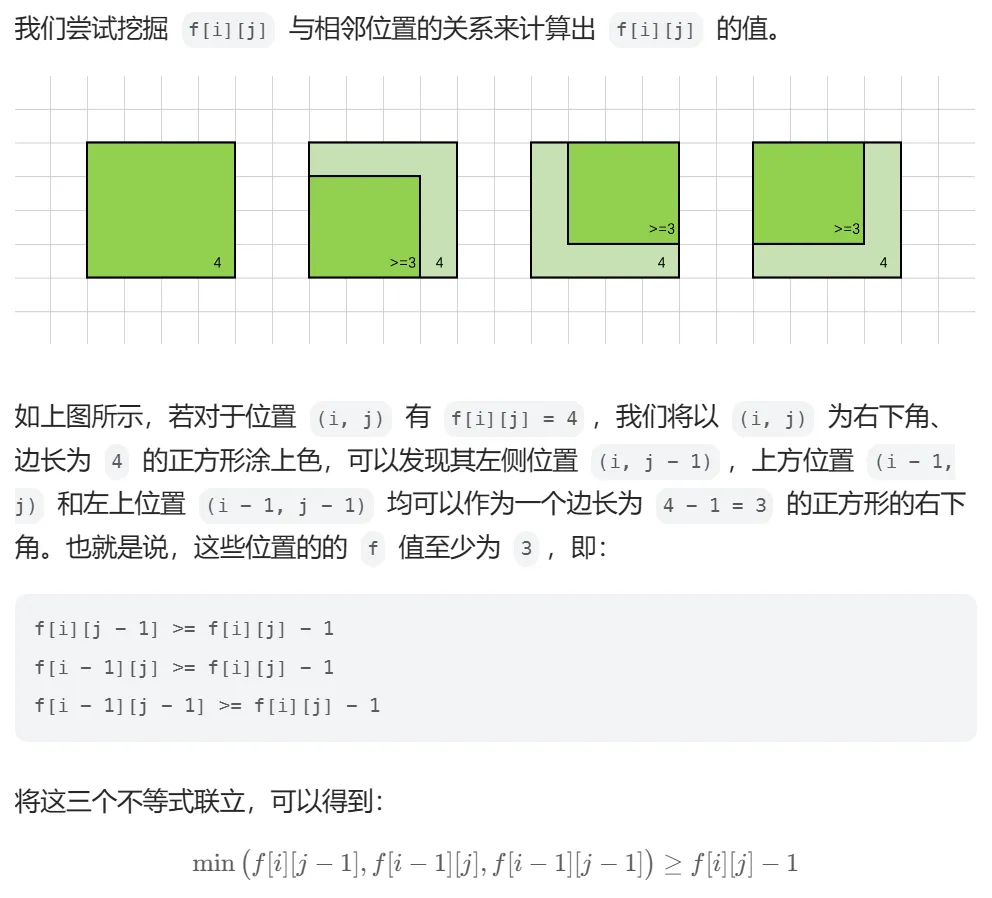 我们尝试挖掘 f[i][j] 与相邻位置的关系来计算出 f[i][j] 的值。
>=3 >=3
4 >=3 4 4 4
如上图所示，若对于位置 (i, j) 有 f[i][j] = 4 ，我们将以 (i, j) 为右下角、
边长为 4 的正方形涂上色，可以发现其左侧位置 (i, j - 1) ，上方位置 (i - 1,
j) 和左上位置 (i - 1, j - 1) 均可以作为一个边长为 4 - 1 = 3 的正方形的右下
角。也就是说，这些位置的的 f 值至少为 3 ，即：
f[i][j - 1] >= f[i][j] - 1
f[i - 1][j] >= f[i][j] - 1
f[i - 1][j - 1] >= f[i][j] - 1
将这三个不等式联立，可以得到：
min (f[i][j − 1], f[i − 1][j], f[i − 1][j − 1]) ≥ f[i][j] − 1